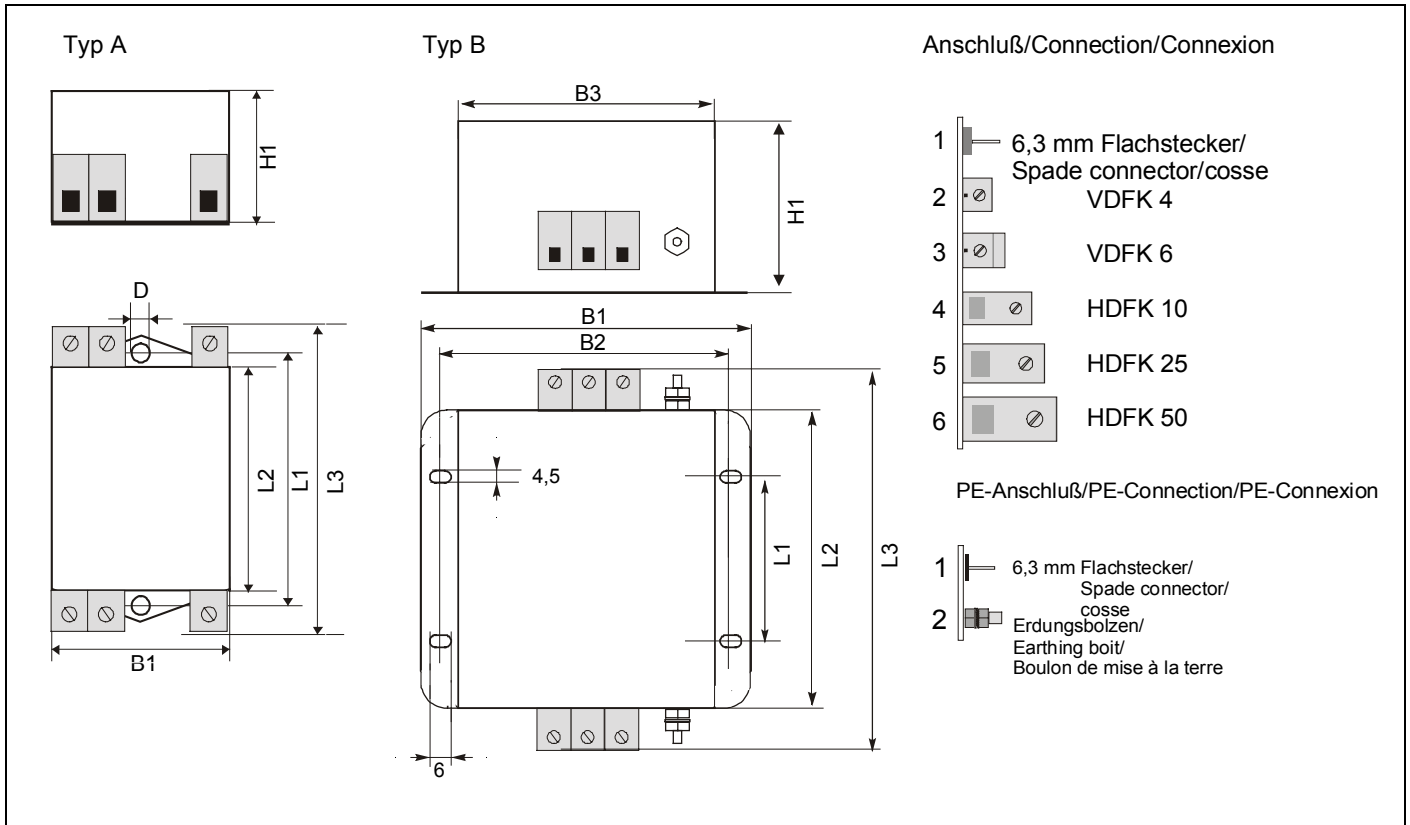 Typ A
Typ B
Anschluß/Connection/Connexion
H1
D
L2
L1
L3
B1
B3
H1
B1
B2
4,5
L1
L2
L3
6
1
6,3 mm Flachstecker/
Spade connector/cosse
2 VDFK 4
3 VDFK 6
4 HDFK 10
5 HDFK 25
6 HDFK 50
PE-Anschluß/PE-Connection/PE-Connexion
1 6,3 mm Flachstecker/
Spade connector/
cosse
2 Erdungsbolzen/
Earthing boit/
Boulon de mise à la terre